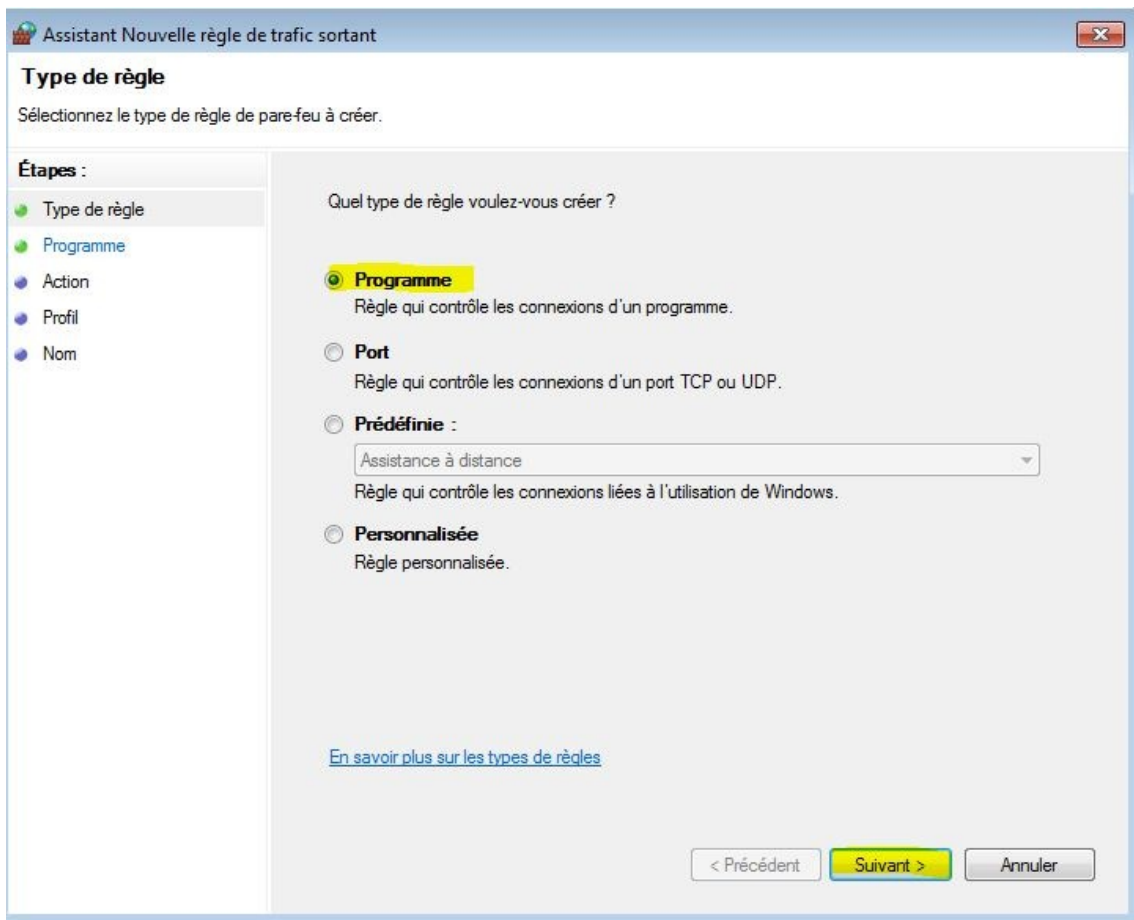 Assistant Nouvelle règle de trafic sortant
Type de règle
Sélectionnez le type de règle de pare-feu à créer.
Étapes :
Type de règle
Programme
Action
Profil
Nom
Quel type de règle voulez-vous créer ?
Programme
Règle qui contrôle les connexions d'un programme.
Port
Règle qui contrôle les connexions d'un port TCP ou UDP.
Prédéfinie :
Assistance à distance
Règle qui contrôle les connexions liées à l'utilisation de Windows.
Personnalisée
Règle personnalisée.
En savoir plus sur les types de règles
< Précédent
Suivant >
Annuler